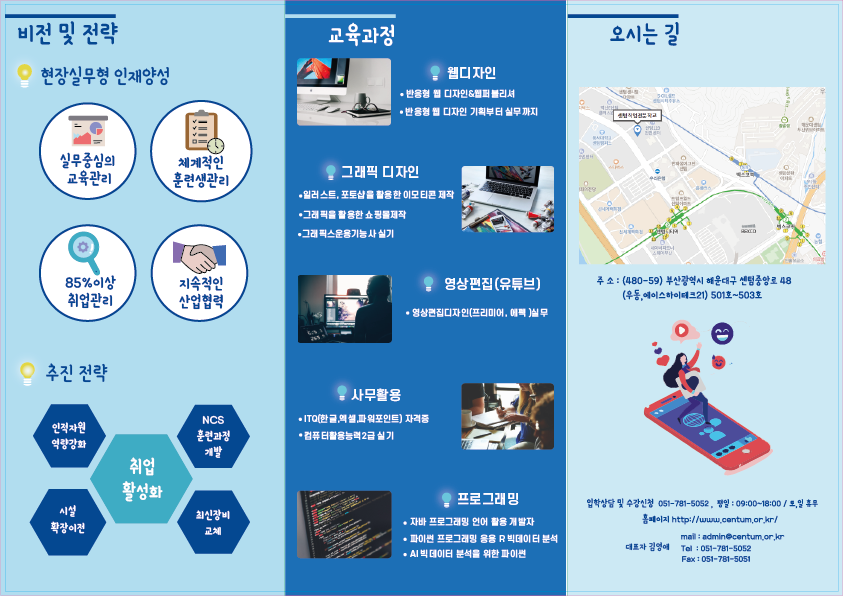 비전 및 전략
현장실무형 인재양성
실무중심의
교육관리
체계적인
훈련생관리
85%이상
취업관리
지속적인
산업협력
추진 전략
인적자원
역량강화
NCS
훈련과정
개발
취업
활성화
시설
확장이전
최신장비
교체
교육과정
웹디자인
• 반응형 웹 디자인&웹퍼블리셔
• 반응형 웹 디자인 기획부터 실무까지
그래픽 디자인
•일러스트, 포토샵을 활용한 이모티콘 제작
•그래픽을 활용한 쇼핑몰제작
•그래픽스운용기능사 실기
영상편집(유튜브)
• 영상편집디자인(프리미어, 에펙 )실무
사무활용
• ITQ(한글,엑셀,파워포인트) 자격증
• 컴퓨터활용능력2급 실기
프로그래밍
• 자바 프로그래밍 언어 활용 개발자
• 파이썬 프로그래밍 응용 R 빅데이터 분석
• AI 빅데이터 분석을 위한 파이썬
오시는 길
센텀직업전문학교
벡스코역
BEXCO
주 소 : (480-59) 부산광역시 해운대구 센텀중앙로 48
(우동,에이스하이테크21) 501호~503호
입학상담 및 수강신청 051-781-5052 , 평일 : 09:00~18:00 / 토,일 휴무
홈페이지 http://www.centum.or.kr/
대표자 김영애
mail : admin@centum.or.kr
Tel : 051-781-5052
Fax : 051-781-5051